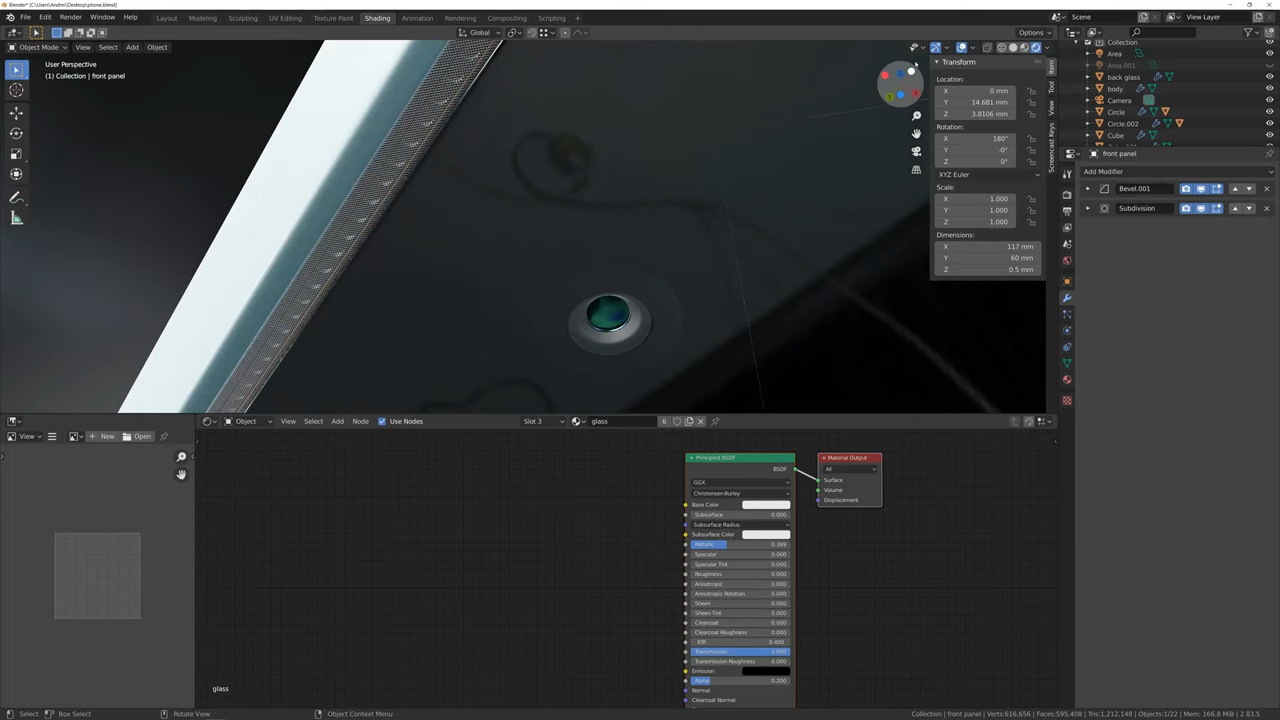 Blender* [C:\Users\Andrei\Desktop\phone.blend]
File Edit Render Window Help Layout Modeling Sculpting UV Editing Texture Paint Shading Animation Rendering Compositing Scripting + Scene View Layer
Global Options
Object Mode View Select Add Object
User Perspective
(1) Collection | front panel
Transform
Location:
X 0 mm
Y 14.681 mm
Z 3.8106 mm
Rotation:
X 180°
Y -0°
Z 0°
XYZ Euler
Scale:
X 1.000
Y 1.000
Z 1.000
Dimensions:
X 117 mm
Y 60 mm
Z 0.5 mm
Item
Tool
View
Screencast Keys
Collection
Area
Area.001
back glass
body
Camera
Circle
Circle.002
Cube
front panel
Add Modifier
Bevel.001
Subdivision
Object View Select Add Node Use Nodes Slot 3 glass 6
View New Open
Principled BSDF
BSDF
GGX
Christensen-Burley
Base Color
Subsurface 0.000
Subsurface Radius
Subsurface Color
Metallic 0.369
Specular 0.000
Specular Tint 0.000
Roughness 0.000
Anisotropic 0.000
Anisotropic Rotation 0.000
Sheen 0.000
Sheen Tint 0.000
Clearcoat 0.000
Clearcoat Roughness 0.000
IOR 0.400
Transmission 1.000
Transmission Roughness 0.000
Emission
Alpha 0.200
Normal
Clearcoat Normal
Material Output
All
Surface
Volume
Displacement
glass
Select Box Select Rotate View Object Context Menu Collection | front panel | Verts:616,656 | Faces:595,408 | Tris:1,212,148 | Objects:1/22 | Mem: 166.8 MiB | 2.83.5